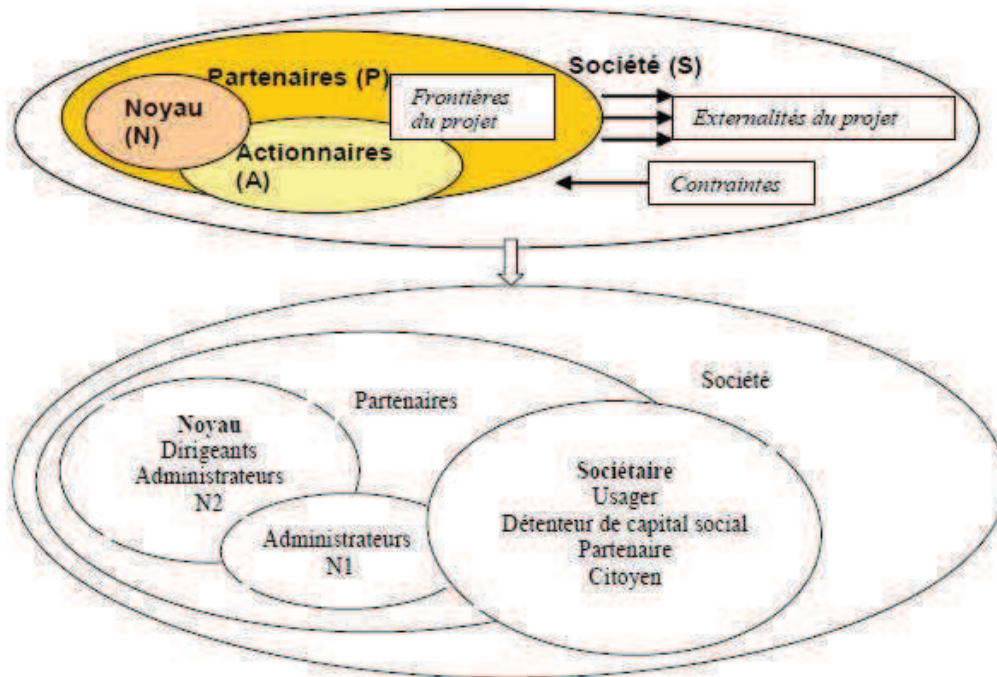 Partenaires (P)
Société (S)
Noyau
(N)
Frontières
du projet
Externalités du projet
Actionnaires
(A)
Contraintes
Société
Partenaires
Noyau
Dirigeants
Administrateurs
N2
Sociétaire
Usager
Détenteur de capital social
Partenaire
Citoyen
Administrateurs
N1